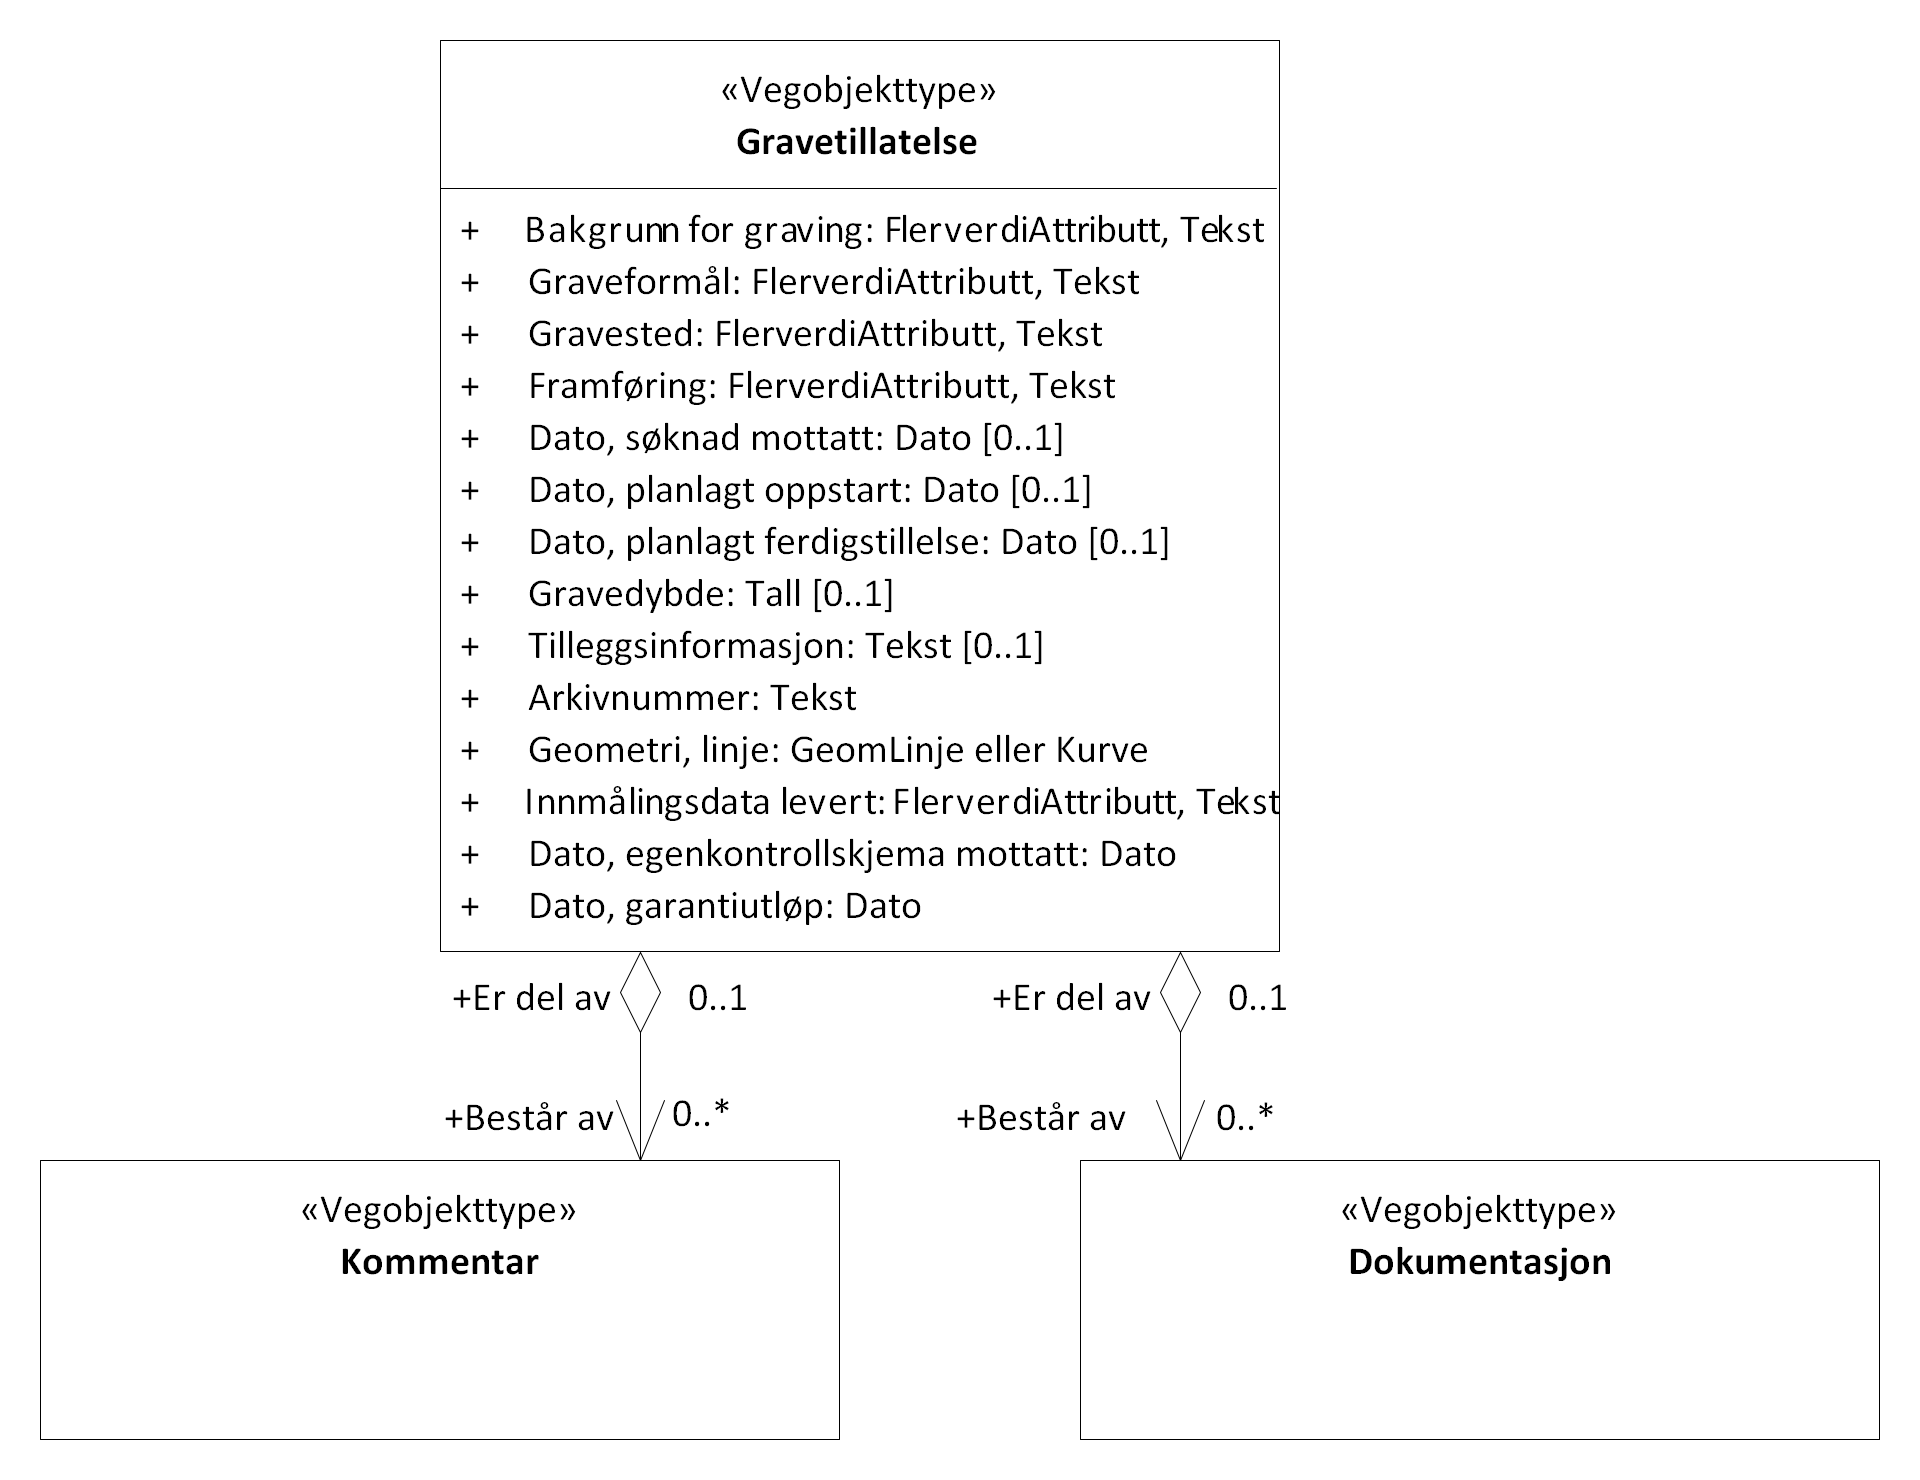 «Vegobjekttype»
Gravetillatelse
+ Bakgrunn for graving: FlerverdiAttributt, Tekst
+ Graveformål: FlerverdiAttributt, Tekst
+ Gravested: FlerverdiAttributt, Tekst
+ Framføring: FlerverdiAttributt, Tekst
+ Dato, søknad mottatt: Dato [0..1]
+ Dato, planlagt oppstart: Dato [0..1]
+ Dato, planlagt ferdigstillelse: Dato [0..1]
+ Gravedybde: Tall [0..1]
+ Tilleggsinformasjon: Tekst [0..1]
+ Arkivnummer: Tekst
+ Geometri, linje: GeomLinje eller Kurve
+ Innmålingsdata levert: FlerverdiAttributt, Tekst
+ Dato, egenkontrollskjema mottatt: Dato
+ Dato, garantiutløp: Dato
+Er del av 0..1
+Er del av 0..1
+Består av 0..*
+Består av 0..*
«Vegobjekttype»
Kommentar
«Vegobjekttype»
Dokumentasjon